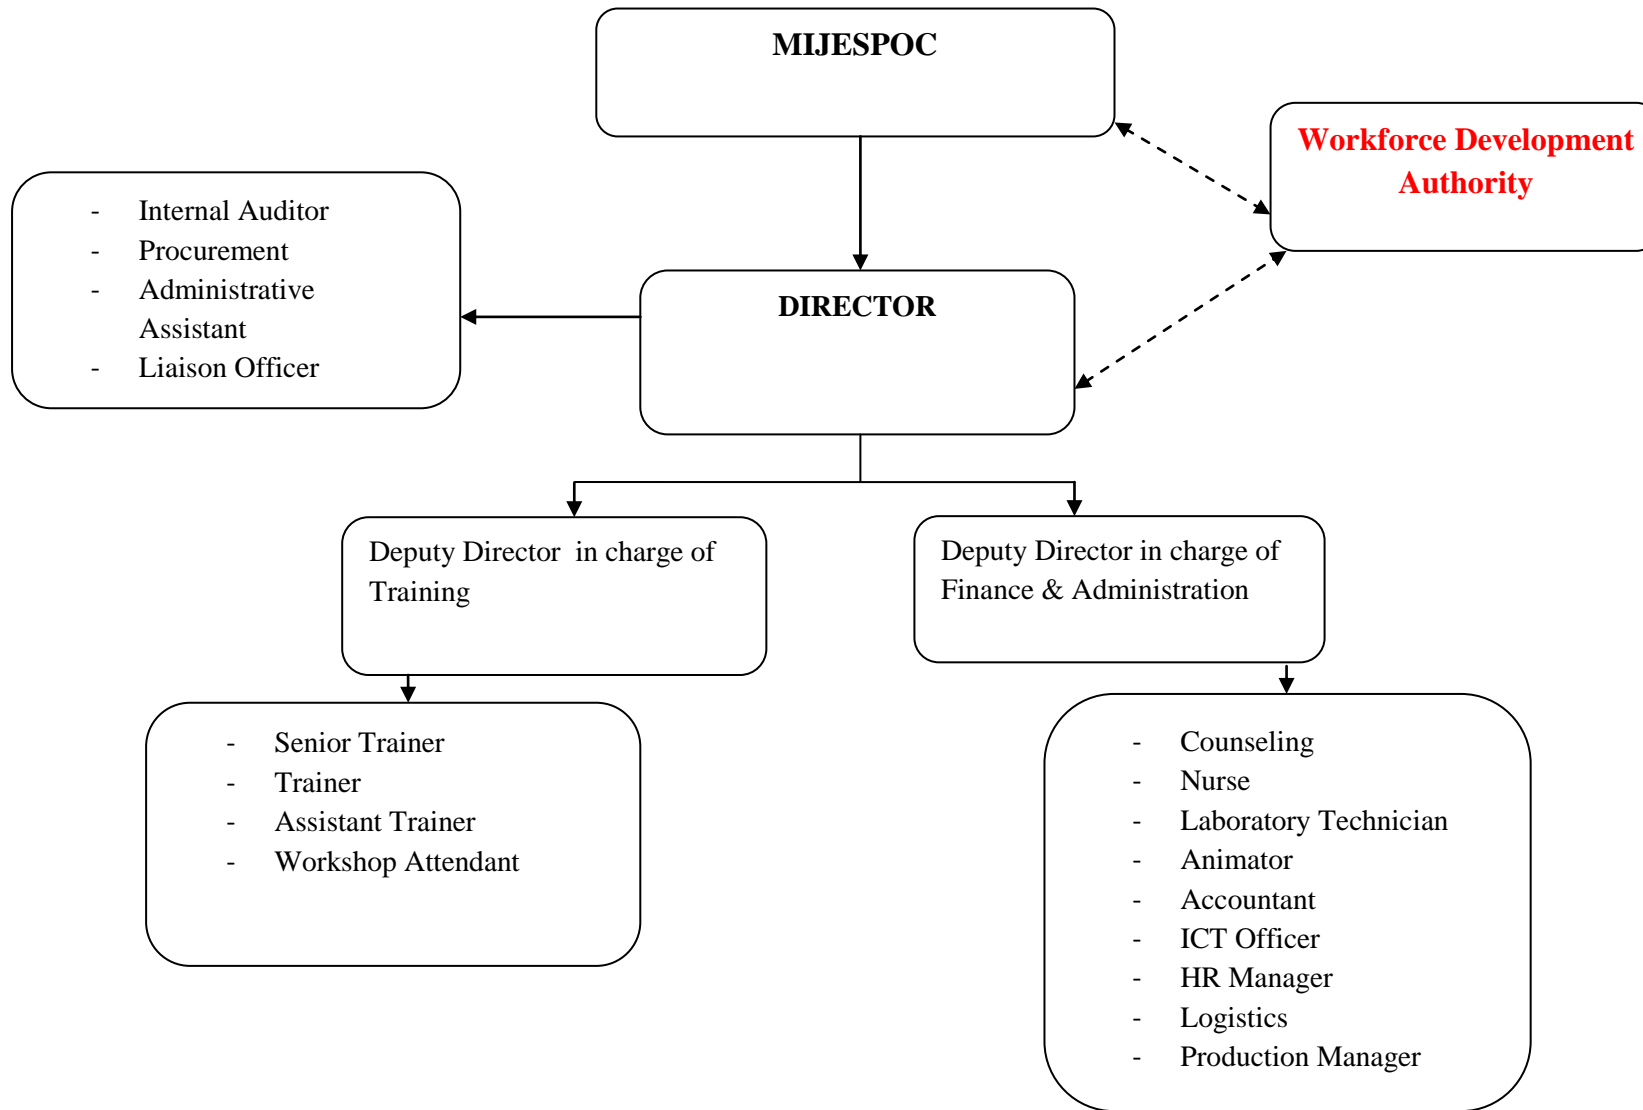 MIJESPOC
Workforce Development
Authority
- Internal Auditor
- Procurement
- Administrative
Assistant
- Liaison Officer
DIRECTOR
Deputy Director in charge of
Training
Deputy Director in charge of
Finance & Administration
- Senior Trainer
- Trainer
- Assistant Trainer
- Workshop Attendant
- Counseling
- Nurse
- Laboratory Technician
- Animator
- Accountant
- ICT Officer
- HR Manager
- Logistics
- Production Manager